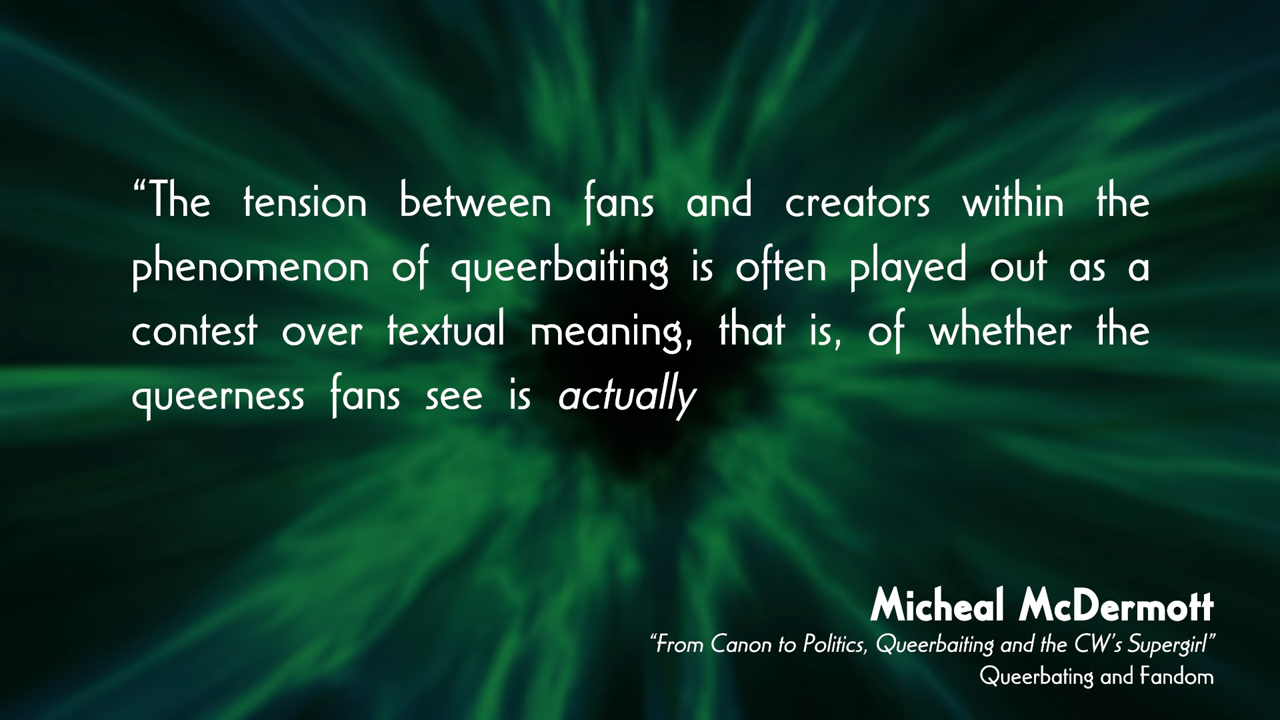 “The tension between fans and creators within the
phenomenon of queerbaiting is often played out as a
contest over textual meaning, that is, of whether the
queerness fans see is actually
Micheal McDermott
“From Canon to Politics, Queerbaiting and the CW’s Supergirl”
Queerbating and Fandom